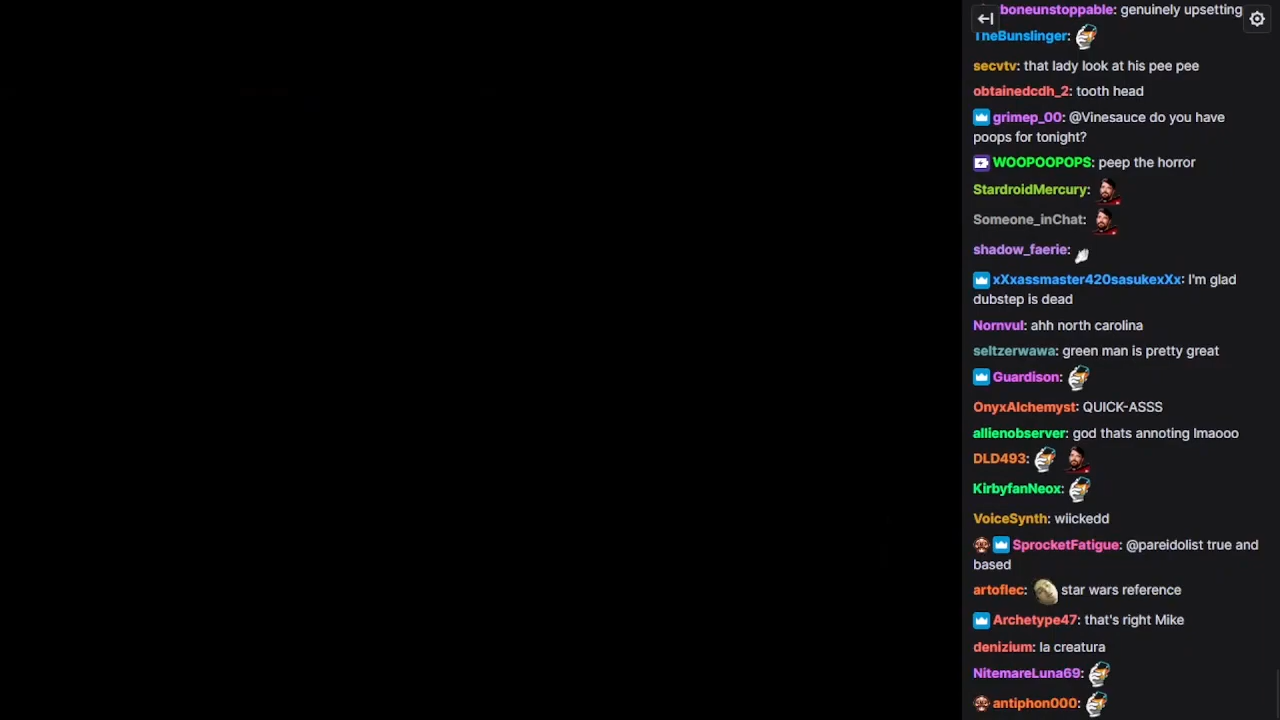 boneunstoppable: genuinely upsetting
TheBunslinger:
secvtv: that lady look at his pee pee
obtainedcdh_2: tooth head
grimep_00: @Vinesauce do you have
poops for tonight?
WOOPOOPOPS: peep the horror
StardroidMercury:
Someone_inChat:
shadow_faerie:
xXxassmaster420sasukexXx: I'm glad
dubstep is dead
Nornvul: ahh north carolina
seltzerwawa: green man is pretty great
Guardison:
OnyxAlchemyst: QUICK-ASSS
allienobserver: god thats annoting lmaooo
DLD493:
KirbyfanNeox:
VoiceSynth: wiickedd
SprocketFatigue: @pareidolist true and
based
artoflec: star wars reference
Archetype47: that's right Mike
denizium: la creatura
NitemareLuna69:
antiphon000: